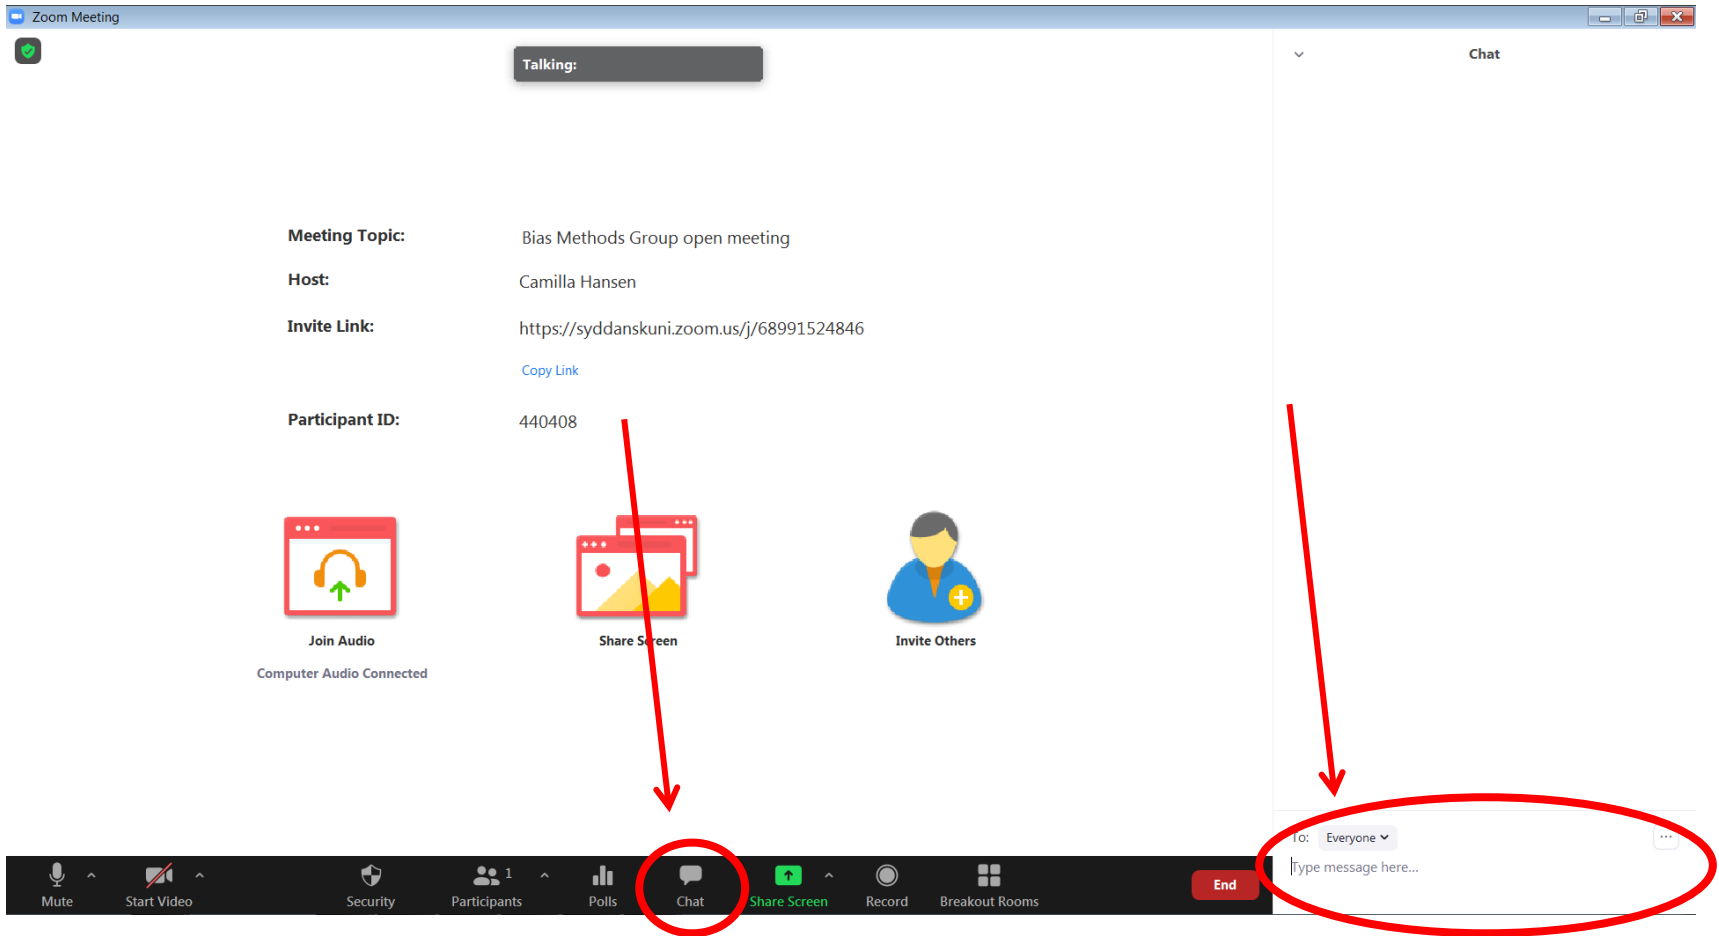 Zoom Meeting
Talking:
Chat
Meeting Topic: Bias Methods Group open meeting
Host: Camilla Hansen
Invite Link: https://syddanskuni.zoom.us/j/68991524846
Copy Link
Participant ID: 440408
Join Audio
Share Screen
Invite Others
Computer Audio Connected
To: Everyone
Type message here...
1
Mute
Start Video
Security
Participants
Polls
Chat
Share Screen
Record
Breakout Rooms
End